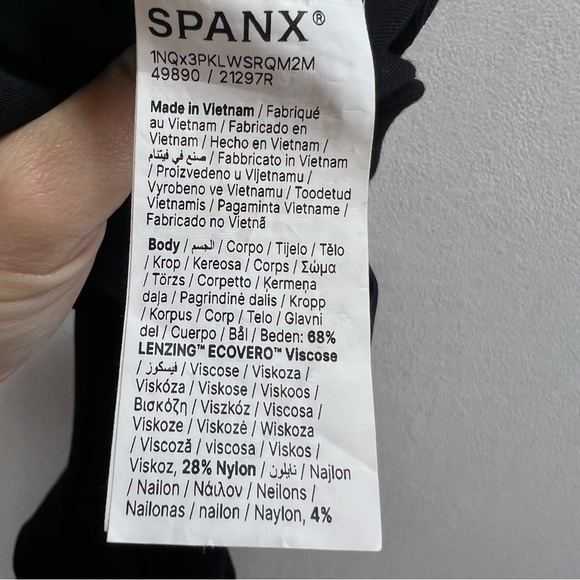 SPANX®
1NQx3PKLWSRQM2M
49890 / 21297R
Made in Vietnam / Fabriqué
au Vietnam / Fabricado en
Vietnam / Hecho en Vietnam /
صنع في فيتنام / Fabbricato in Vietnam
/ Proizvedeno u Vijetnamu /
Vyrobeno ve Vietnamu / Toodetud
Vietnamis / Pagaminta Vietname /
Fabricado no Vietnã
Body / الجسم / Corpo / Tijelo / Tělo
/ Krop / Kereosa / Corps / Σώμα
/ Törzs / Corpetto / Ķermeņa
daļa / Pagrindinė dalis / Kropp
/ Korpus / Corp / Telo / Glavni
del / Cuerpo / Bål / Beden: 68%
LENZING™ ECOVERO™ Viscose
/ فيسكوز / Viscose / Viskoza /
Viskóza / Viskose / Viskoos /
Βισκόζη / Viszkóz / Viscosa /
Viskoze / Viskozė / Wiskoza
/ Viscoză / viscosa / Viskos /
Viskoz, 28% Nylon / نايلون / Najlon
/ Nailon / Νάιλον / Neilons /
Nailonas / nailon / Naylon, 4%